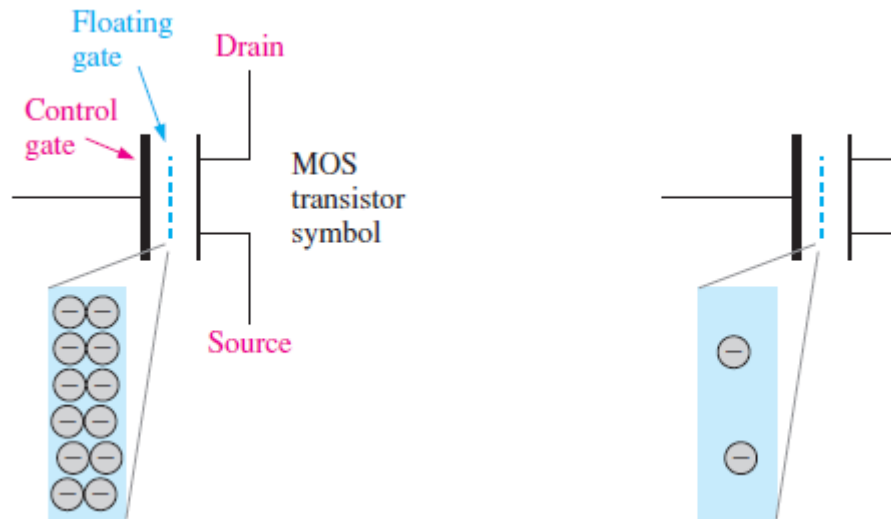 Floating
gate
Drain
Control
gate
MOS
transistor
symbol
Source